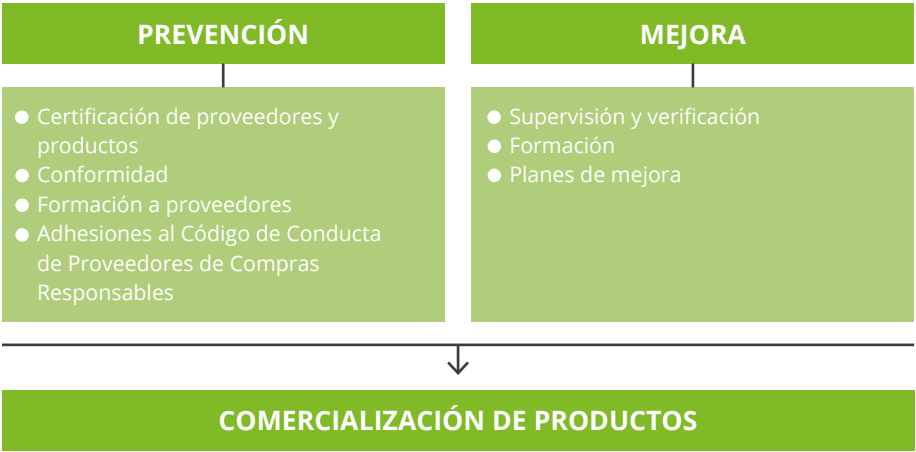 PREVENCIÓN
Certificación de proveedores y
productos
Conformidad
Formación a proveedores
Adhesiones al Código de Conducta
de Proveedores de Compras
Responsables
MEJORA
Supervisión y verificación
Formación
Planes de mejora
COMERCIALIZACIÓN DE PRODUCTOS